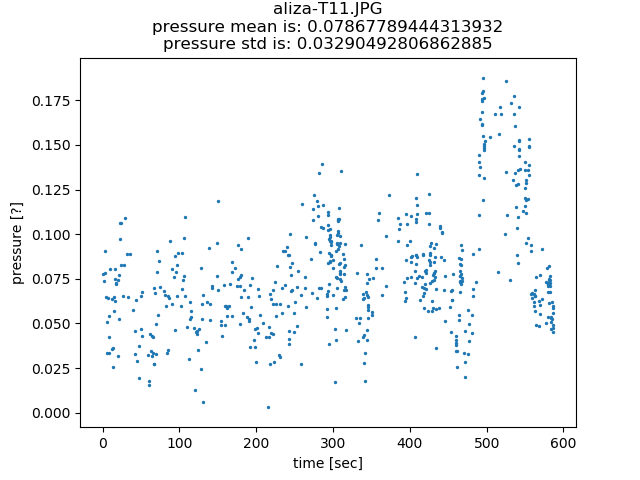 aliza-T11.JPG
pressure mean is: 0.07867789444313932
pressure std is: 0.03290492806862885
0.175
0.150
0.125
0.100
0.075
0.050
0.025
0.000
pressure [?]
0 100 200 300 400 500 600
time [sec]